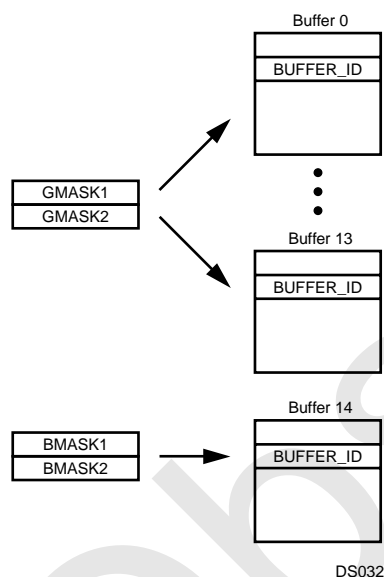 Buffer 0
BUFFER_ID
GMASK1
GMASK2
Buffer 13
BUFFER_ID
Buffer 14
BMASK1
BUFFER_ID
BMASK2
DS032